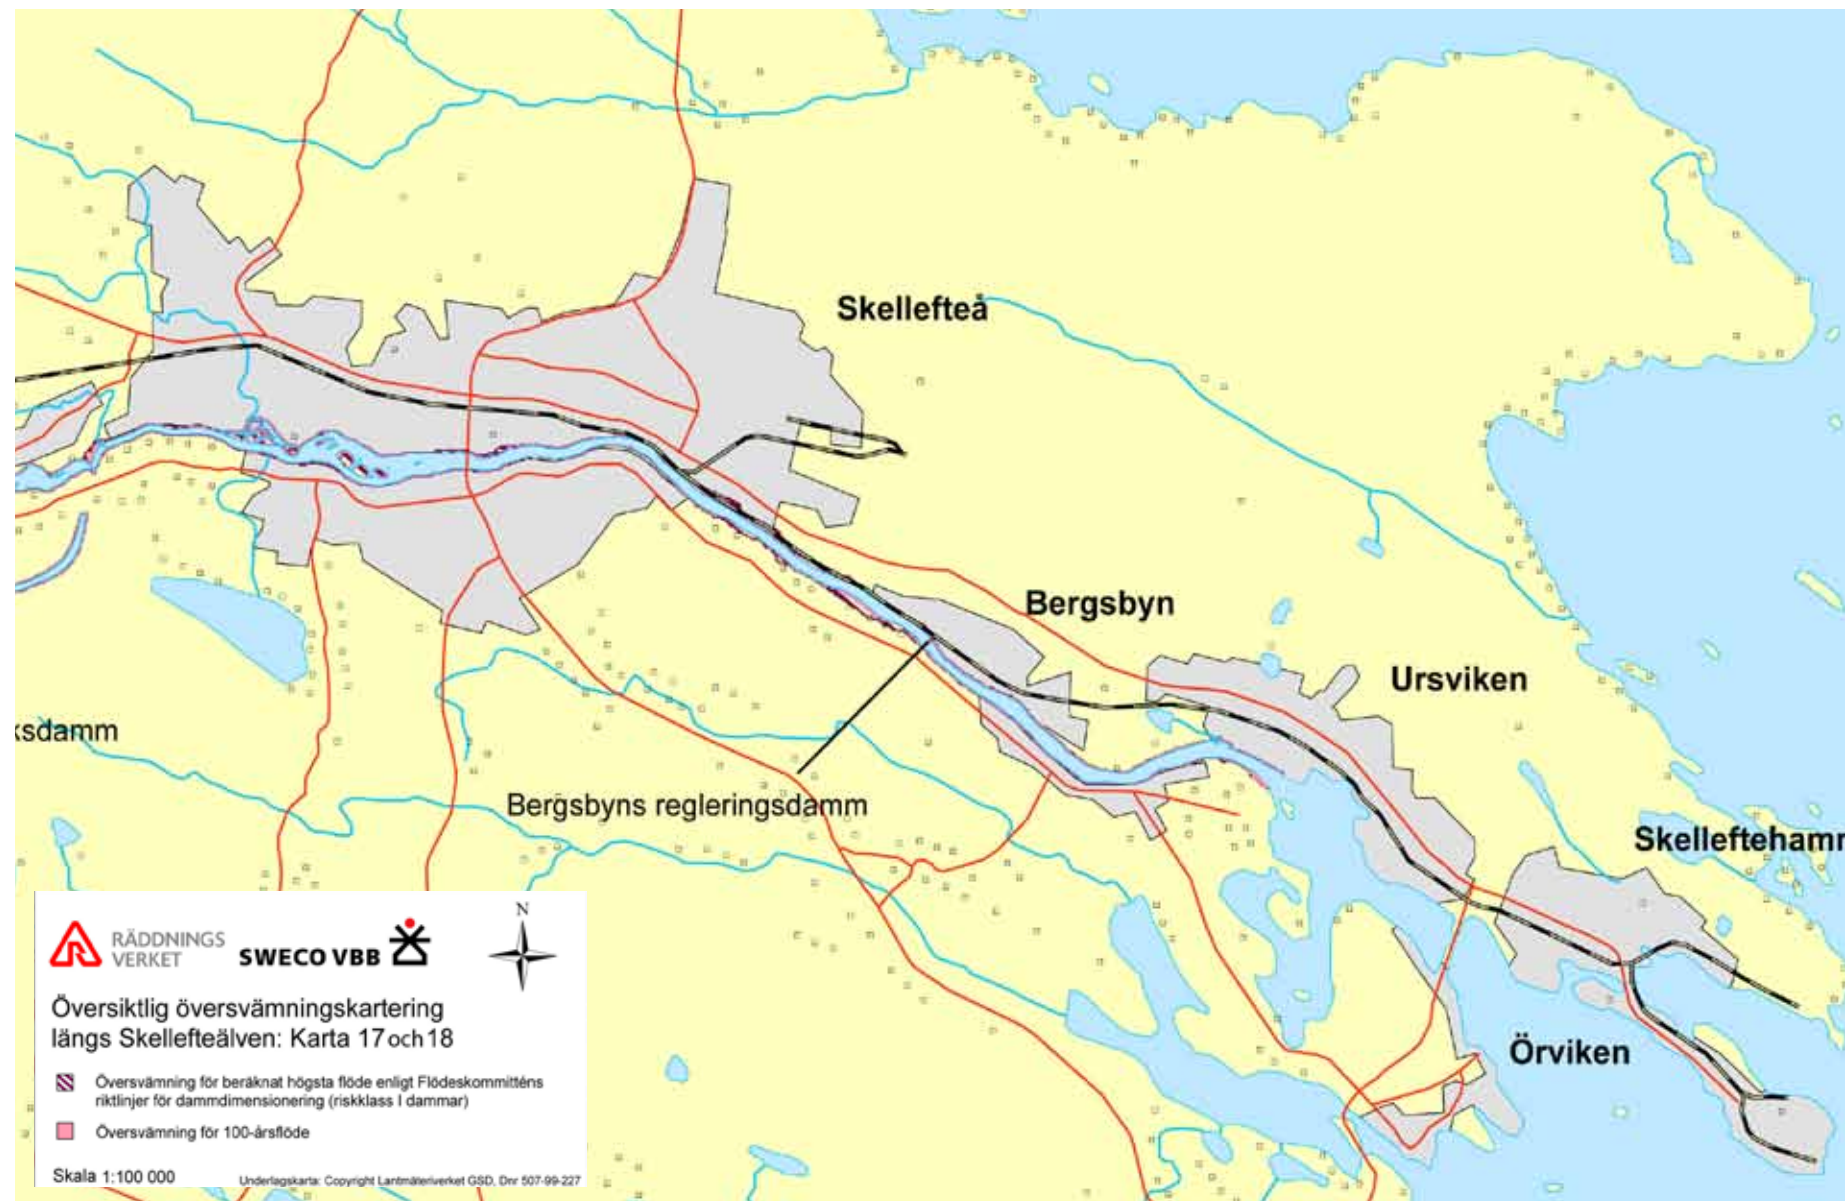 Skellefteå
Bergsbyn
Ursviken
ksdamm
Bergsbyns regleringsdamm
Skelleftehamn
Örviken
N
RÄDDNINGS
VERKET
SWECO VBB
Översiktlig översvämningskartering
längs Skellefteälven: Karta 17 och 18
Översvämning för beräknat högsta flöde enligt Flödeskommitténs
riktlinjer för dammdimensionering (riskklass I dammar)
Översvämning för 100-årsflöde
Skala 1:100 000
Underlagskarta: Copyright Lantmäteriverket GSD, Dnr 507-99-227